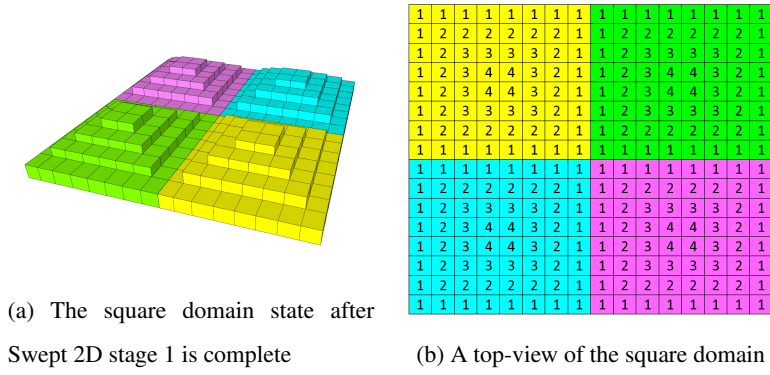 1 1 1 1 1 1 1 1 1 1 1 1 1 1 1 1
1 2 2 2 2 2 2 1 1 2 2 2 2 2 2 1
1 2 3 3 3 3 2 1 1 2 3 3 3 3 2 1
1 2 3 4 4 3 2 1 1 2 3 4 4 3 2 1
1 2 3 4 4 3 2 1 1 2 3 4 4 3 2 1
1 2 3 3 3 3 2 1 1 2 3 3 3 3 2 1
1 2 2 2 2 2 2 1 1 2 2 2 2 2 2 1
1 1 1 1 1 1 1 1 1 1 1 1 1 1 1 1
1 1 1 1 1 1 1 1 1 1 1 1 1 1 1 1
1 2 2 2 2 2 2 1 1 2 2 2 2 2 2 1
1 2 3 3 3 3 2 1 1 2 3 3 3 3 2 1
1 2 3 4 4 3 2 1 1 2 3 4 4 3 2 1
1 2 3 4 4 3 2 1 1 2 3 4 4 3 2 1
1 2 3 3 3 3 2 1 1 2 3 3 3 3 2 1
1 2 2 2 2 2 2 1 1 2 2 2 2 2 2 1
1 1 1 1 1 1 1 1 1 1 1 1 1 1 1 1
(a) The square domain state after
Swept 2D stage 1 is complete
(b) A top-view of the square domain